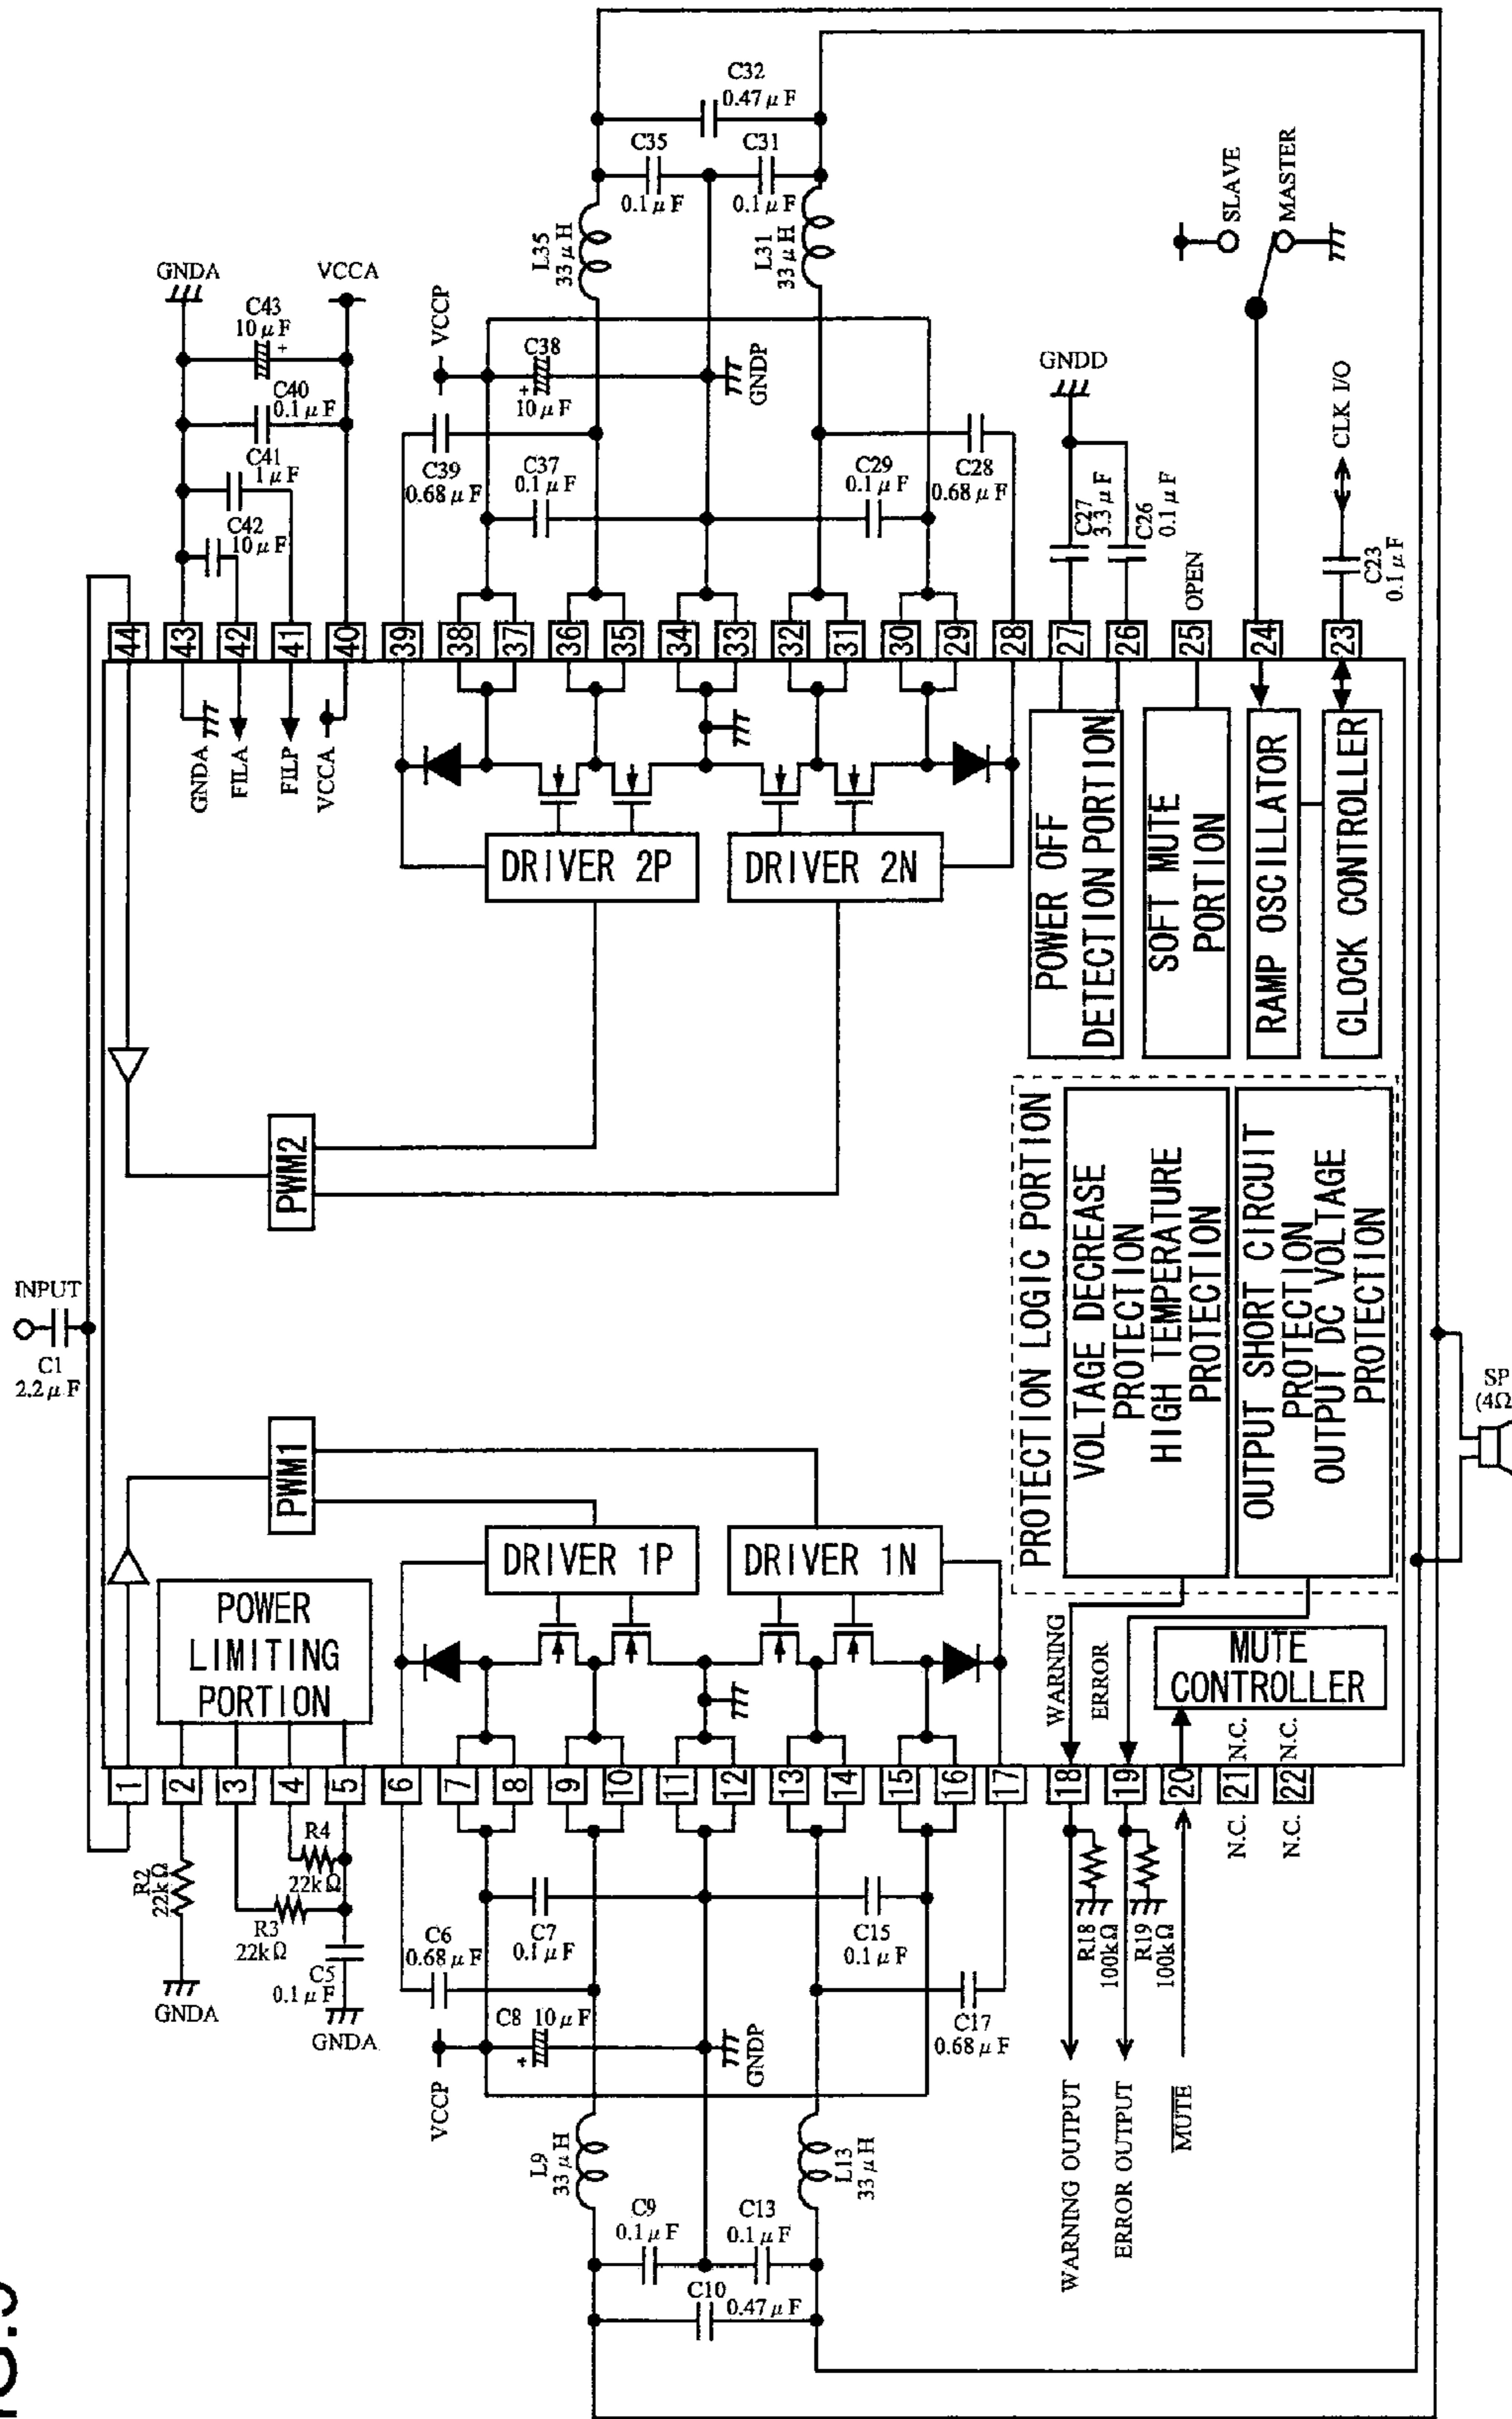 INPUT
C1
2.2μF
GNDA
C43
10μF
+
VCCA
C40
0.1μF
C41
1μF
C42
10μF
44
43
42
41
40
39
38
37
36
35
34
33
32
31
30
29
28
27
26
25
24
23
GNDA
FILA
FILP
VCCA
C32
0.47μF
C35
0.1μF
C31
0.1μF
L35
33μH
L31
33μH
VCCP
C38
+
10μF
GNDP
C39
0.68μF
C37
0.1μF
C29
0.1μF
C28
0.68μF
GNDD
C27
3.3μF
C26
0.1μF
OPEN
SLAVE
MASTER
CLK I/O
C23
0.1μF
DRIVER 2P
DRIVER 2N
POWER OFF
DETECTION PORTION
SOFT MUTE
PORTION
RAMP OSCILLATOR
CLOCK CONTROLLER
PWM2
PWM1
PROTECTION LOGIC PORTION
VOLTAGE DECREASE
PROTECTION
HIGH TEMPERATURE
PROTECTION
OUTPUT SHORT CIRCUIT
PROTECTION
OUTPUT DC VOLTAGE
PROTECTION
SP
(4Ω
DRIVER 1P
DRIVER 1N
POWER
LIMITING
PORTION
WARNING
ERROR
MUTE
CONTROLLER
N.C.
N.C.
1
2
3
4
5
6
7
8
9
10
11
12
13
14
15
16
17
18
19
20
21
22
N.C.
N.C.
R2
22kΩ
GNDA
R4
22kΩ
R3
22kΩ
C5
0.1μF
GNDA
C6
0.68μF
C7
0.1μF
C15
0.1μF
C17
0.68μF
VCCP
C8 10μF
+
GNDP
R18
100kΩ
R19
100kΩ
L9
33μH
L13
33μH
C9
0.1μF
C13
0.1μF
C10
0.47μF
WARNING OUTPUT
ERROR OUTPUT
MUTE